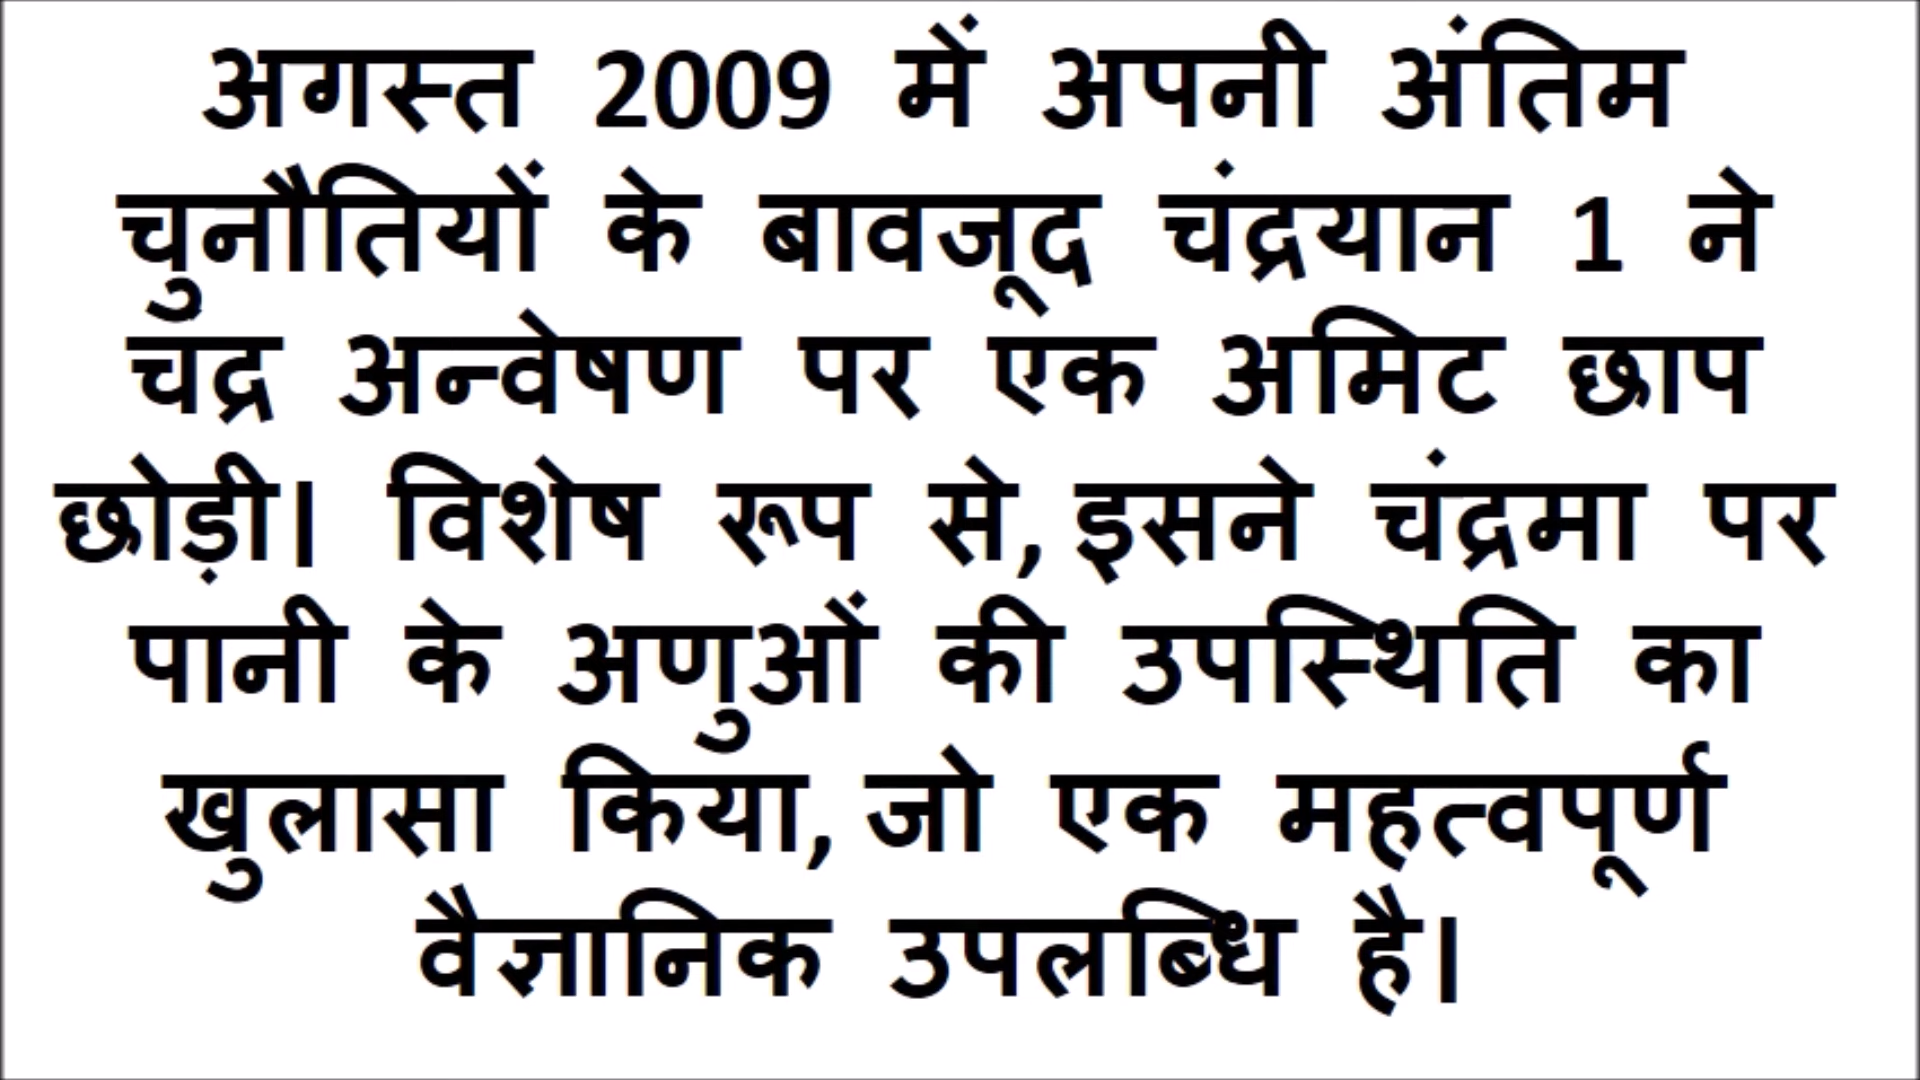 अगस्त 2009 में अपनी अंतिम
चुनौतियों के बावजूद चंद्रयान 1 ने
चद्र अन्वेषण पर एक अमिट छाप
छोड़ी। विशेष रूप से, इसने चंद्रमा पर
पानी के अणुओं की उपस्थिति का
खुलासा किया, जो एक महत्वपूर्ण
वैज्ञानिक उपलब्धि है।